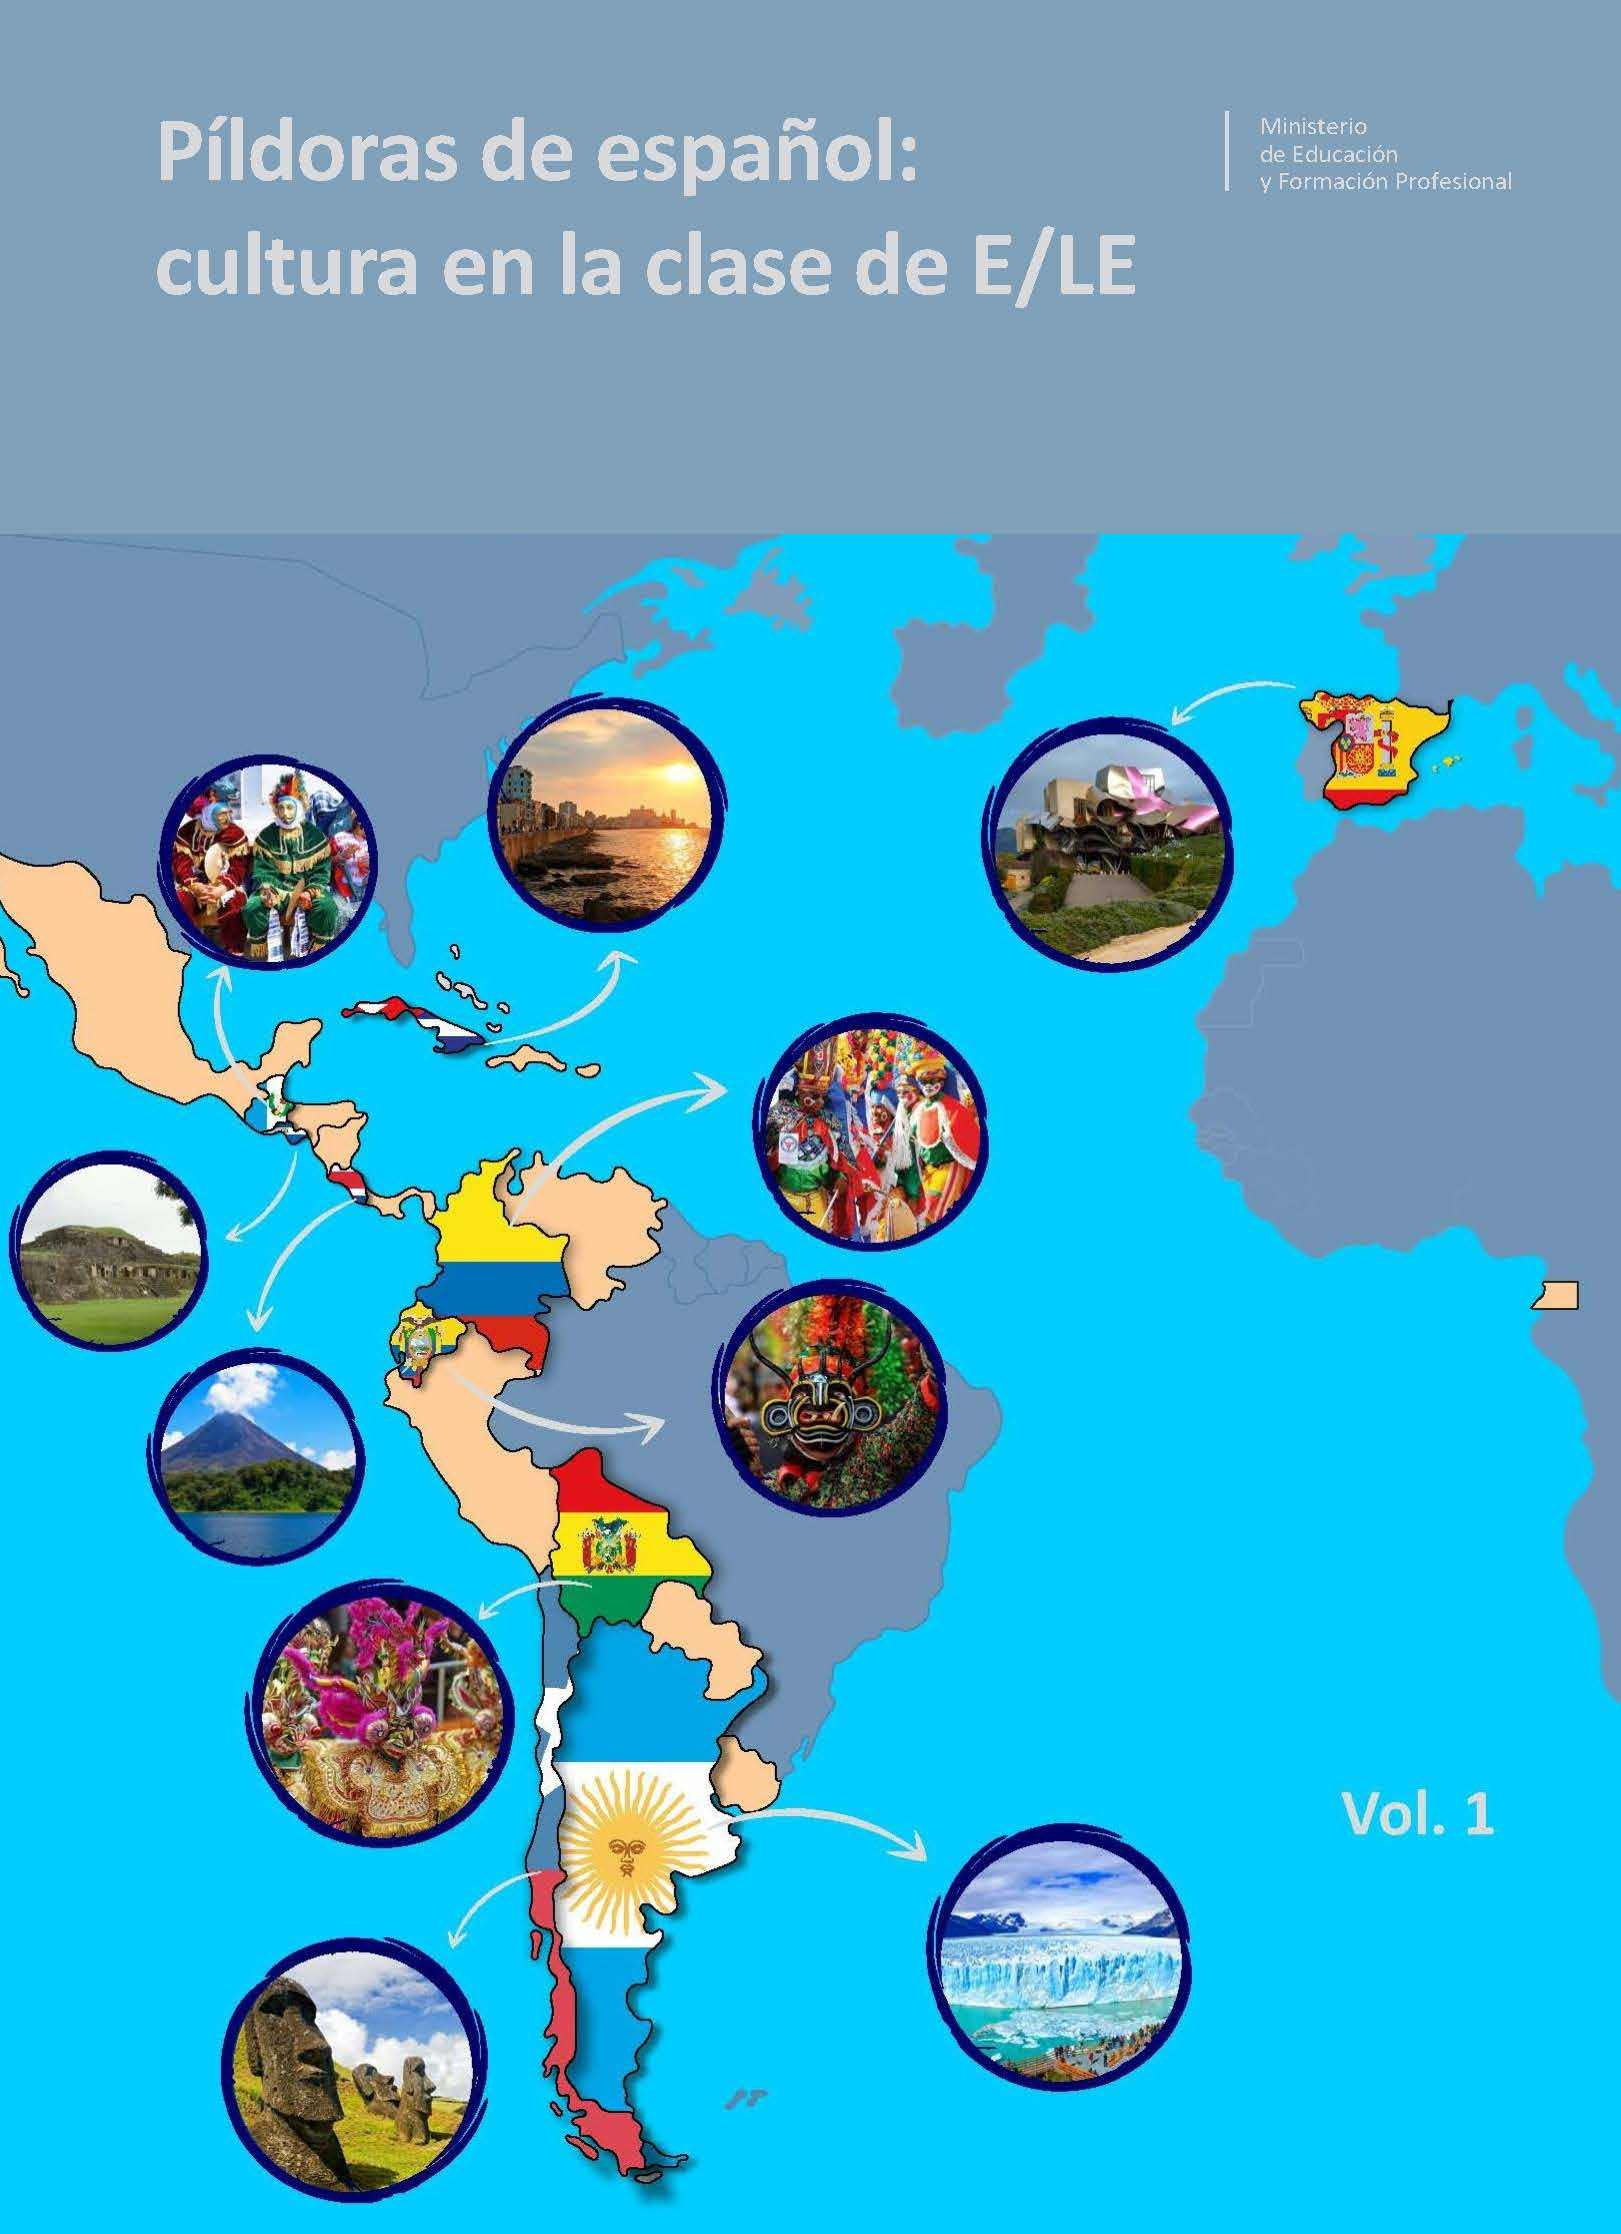 Píldoras de español:
cultura en la clase de E/LE
Ministerio
de Educación
y Formación Profesional
Vol. 1